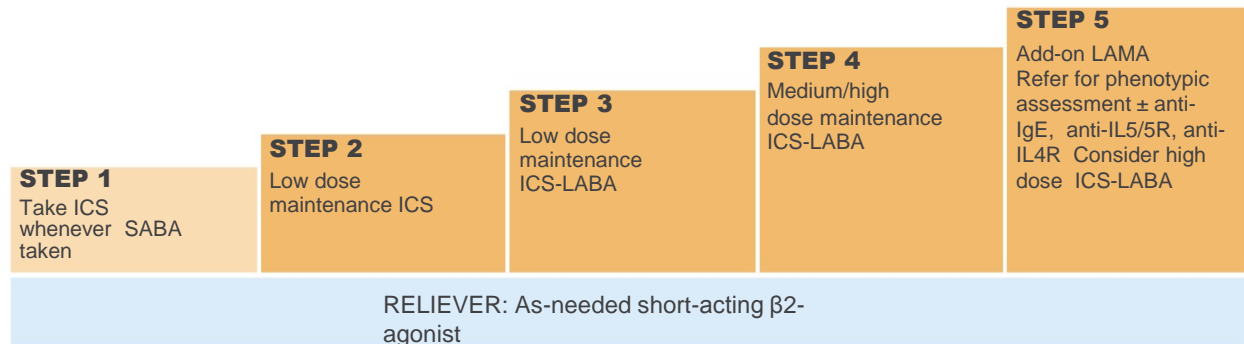 STEP 1
Take ICS
whenever SABA
taken
STEP 2
Low dose
maintenance ICS
STEP 3
Low dose
maintenance
ICS-LABA
STEP 4
Medium/high
dose maintenance
ICS-LABA
STEP 5
Add-on LAMA
Refer for phenotypic
assessment ± anti-
IgE, anti-IL5/5R, anti-
IL4R Consider high
dose ICS-LABA
RELIEVER: As-needed short-acting β2-
agonist